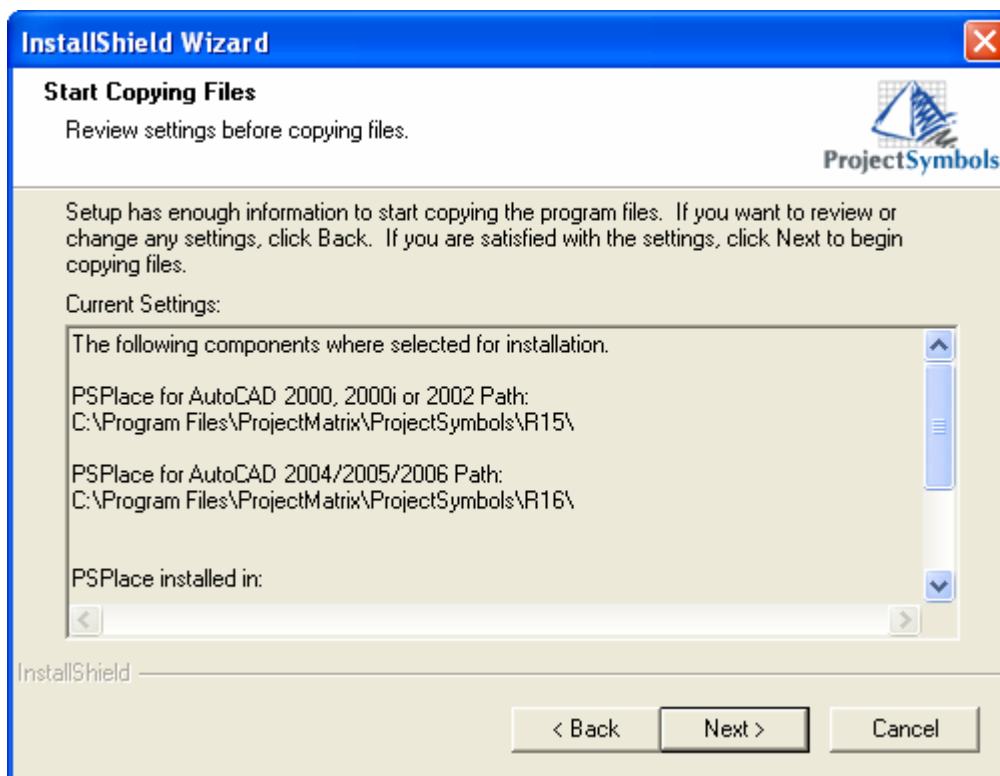 InstallShield Wizard
Start Copying Files
Review settings before copying files.
ProjectSymbols
Setup has enough information to start copying the program files.  If you want to review or
change any settings, click Back.  If you are satisfied with the settings, click Next to begin
copying files.
Current Settings:
The following components where selected for installation.
PSPlace for AutoCAD 2000, 2000i or 2002 Path:
C:\Program Files\ProjectMatrix\ProjectSymbols\R15\
PSPlace for AutoCAD 2004/2005/2006 Path:
C:\Program Files\ProjectMatrix\ProjectSymbols\R16\
PSPlace installed in:
InstallShield
< Back
Next >
Cancel